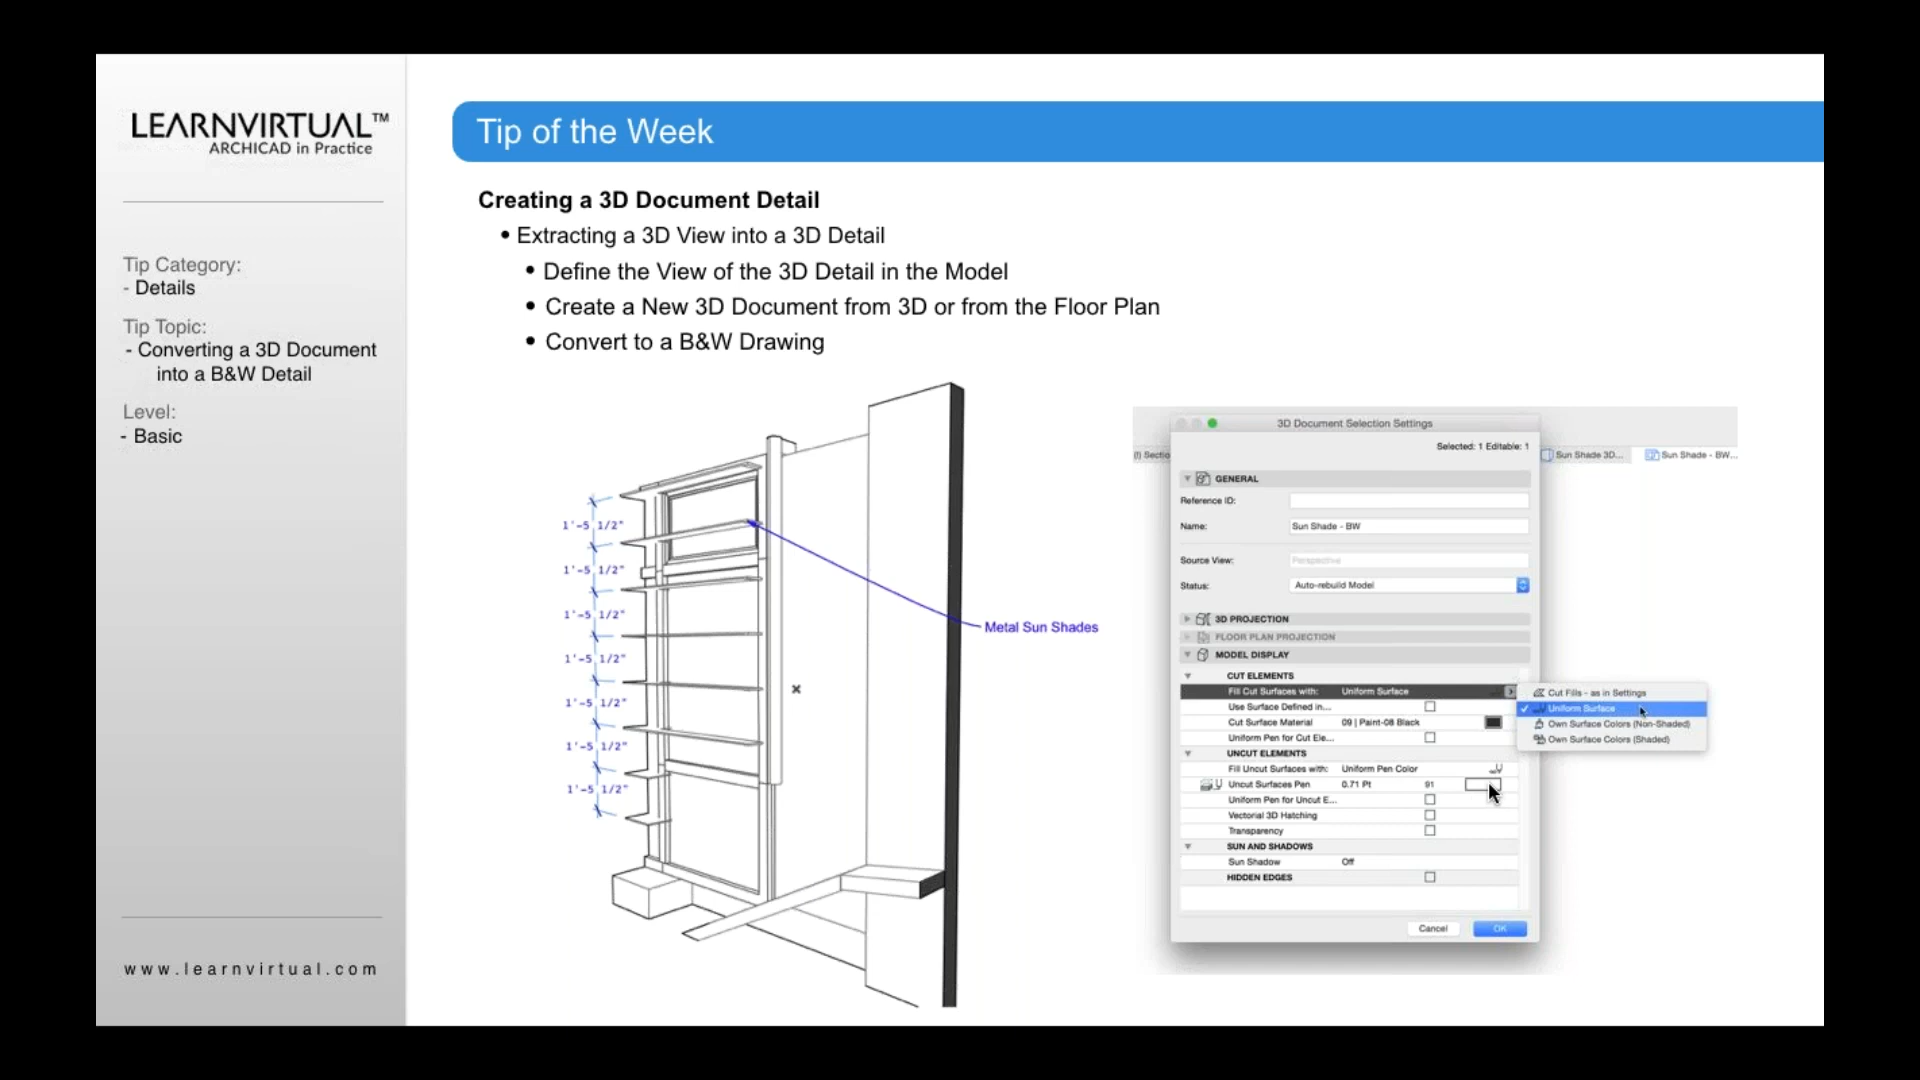 LEARNVIRTUAL™
ARCHICAD in Practice
Tip Category:
- Details
Tip Topic:
- Converting a 3D Document
into a B&W Detail
Level:
- Basic
www.learnvirtual.com
Tip of the Week
Creating a 3D Document Detail
• Extracting a 3D View into a 3D Detail
• Define the View of the 3D Detail in the Model
• Create a New 3D Document from 3D or from the Floor Plan
• Convert to a B&W Drawing
1'-5 1/2"
1'-5 1/2"
1'-5 1/2"
1'-5 1/2"
1'-5 1/2"
1'-5 1/2"
1'-5 1/2"
Metal Sun Shades
3D Document Selection Settings
Selected: 1 Editable: 1
(!) Sectio
Sun Shade 3D...
Sun Shade - BW...
GENERAL
Reference ID:
Name: Sun Shade - BW
Source View: Perspective
Status: Auto-rebuild Model
3D PROJECTION
FLOOR PLAN PROJECTION
MODEL DISPLAY
CUT ELEMENTS
Fill Cut Surfaces with: Uniform Surface
Use Surface Defined in...
Cut Surface Material 09 | Paint-08 Black
Uniform Pen for Cut Ele...
UNCUT ELEMENTS
Fill Uncut Surfaces with: Uniform Pen Color
Uncut Surfaces Pen 0.71 Pt 91
Uniform Pen for Uncut E...
Vectorial 3D Hatching
Transparency
SUN AND SHADOWS
Sun Shadow Off
HIDDEN EDGES
Cancel OK
Cut Fills - as in Settings
Uniform Surface
Own Surface Colors (Non-Shaded)
Own Surface Colors (Shaded)